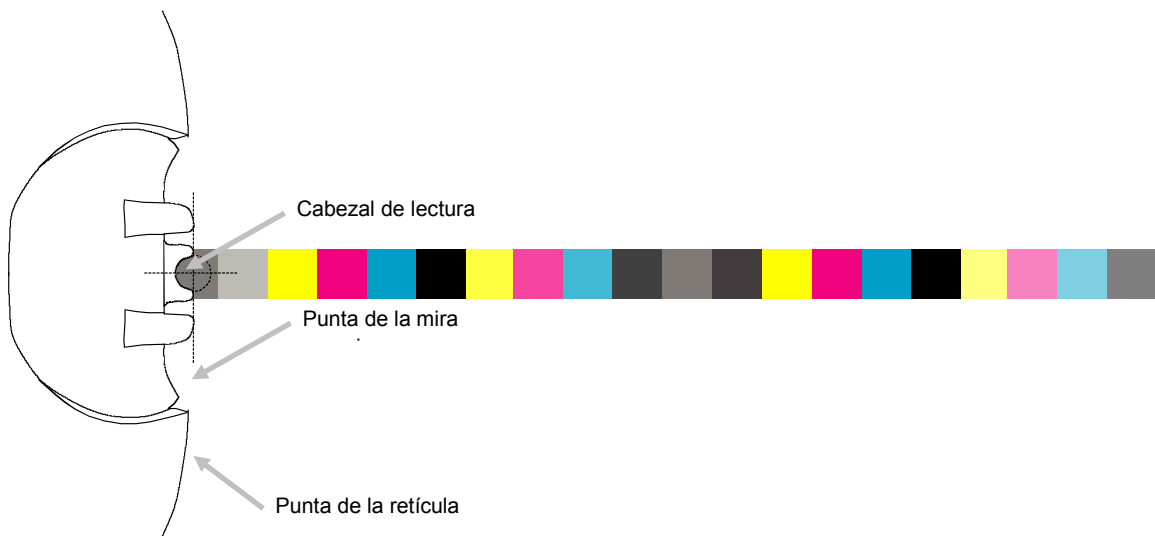 Cabezal de lectura
Punta de la mira
.
Punta de la retícula